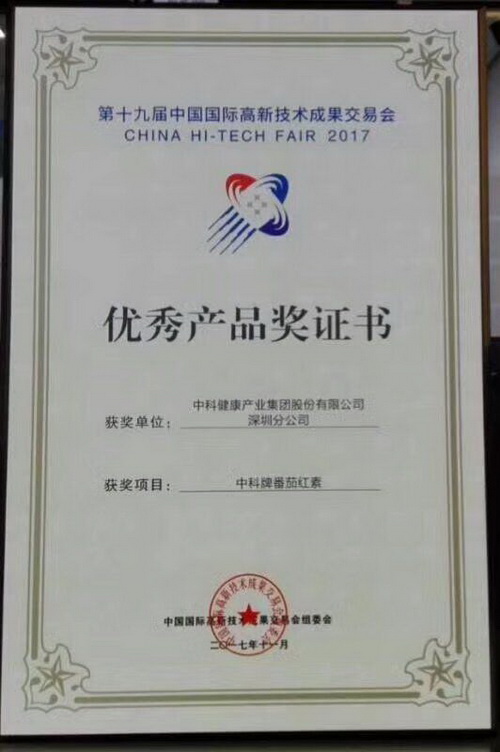 第十九届中国国际高新技术成果交易会
CHINA HI-TECH FAIR 2017
优秀产品奖证书
获奖单位：中科健康产业集团股份有限公司
深圳分公司
获奖项目：中科牌番茄红素
中国国际高新技术成果交易会组委会
二〇一七年十一月